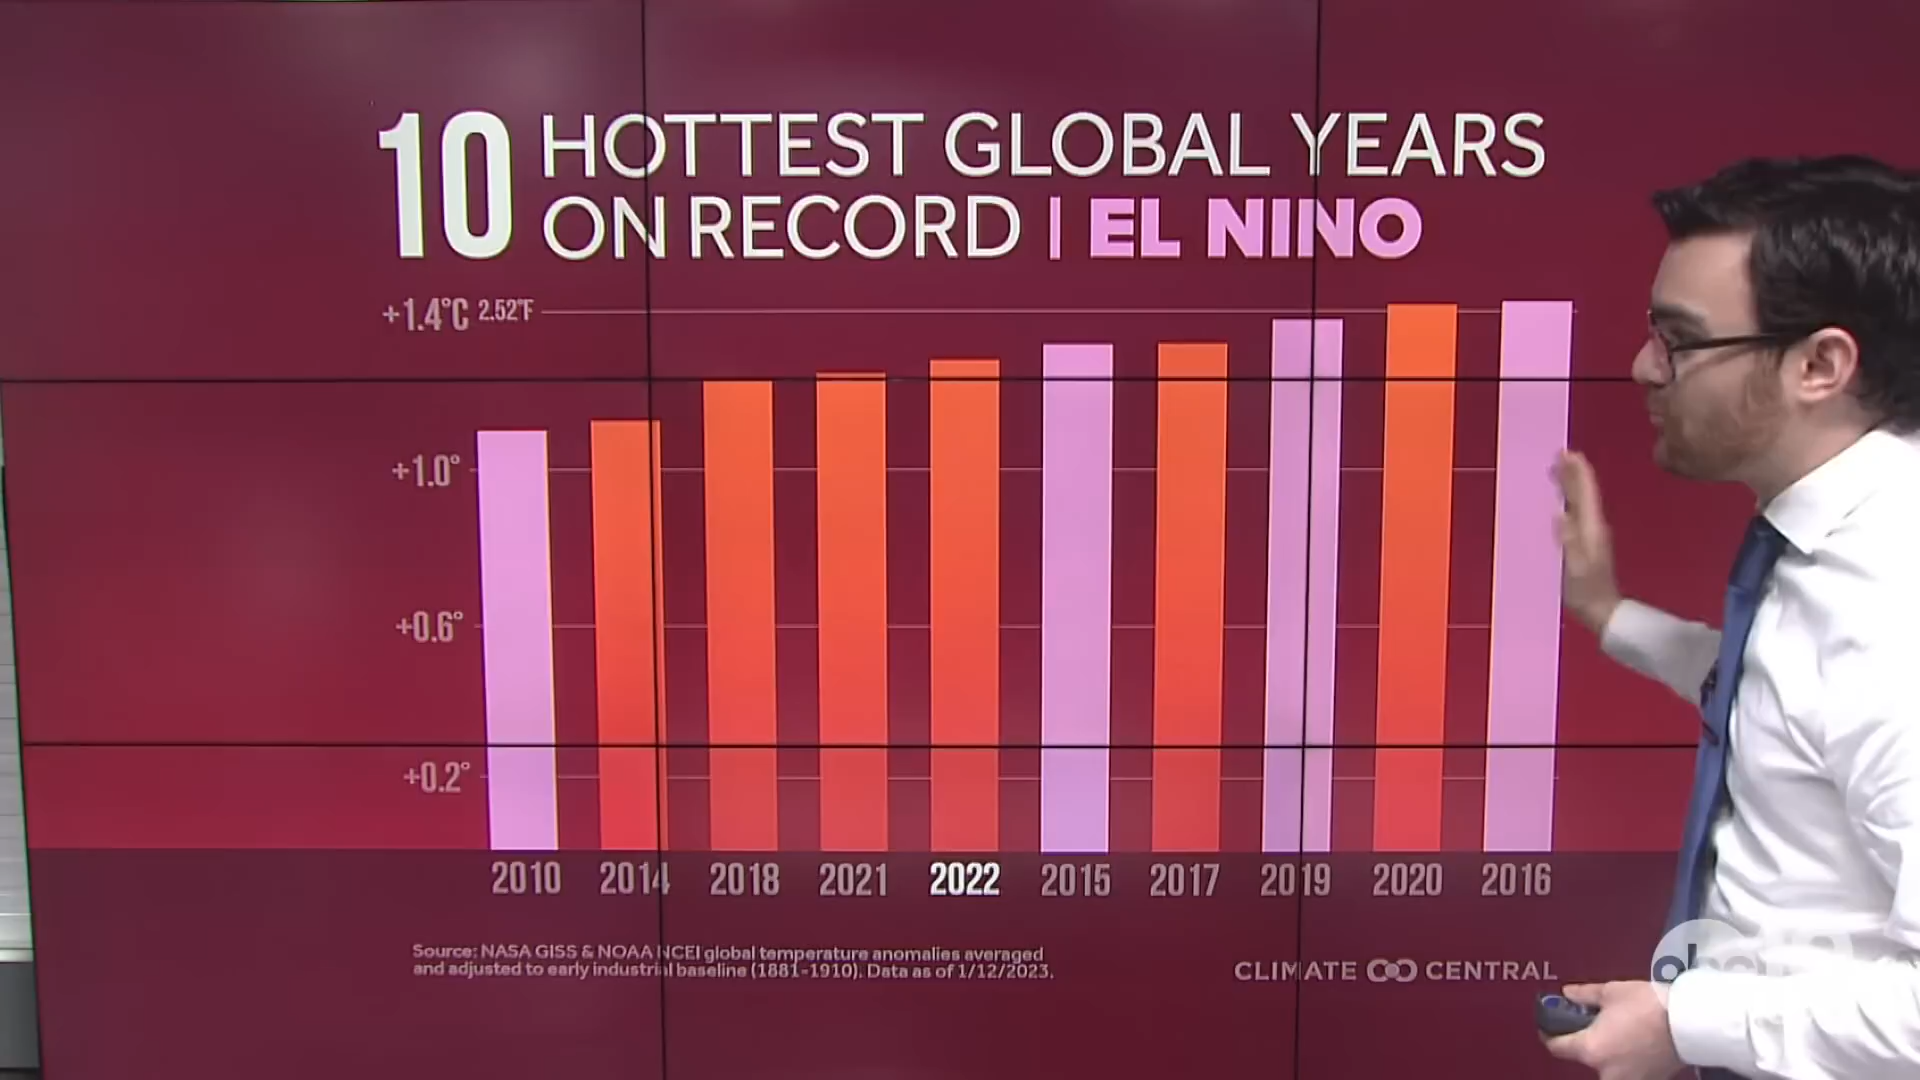 10 HOTTEST GLOBAL YEARS
ON RECORD | EL NINO
+1.4°C 2.52°F
+1.0°
+0.6°
+0.2°
2010 2014 2018 2021 2022 2015 2017 2019 2020 2016
Source: NASA GISS & NOAA NCEI global temperature anomalies averaged
and adjusted to early industrial baseline (1881-1910). Data as of 1/12/2023.
CLIMATE CENTRAL